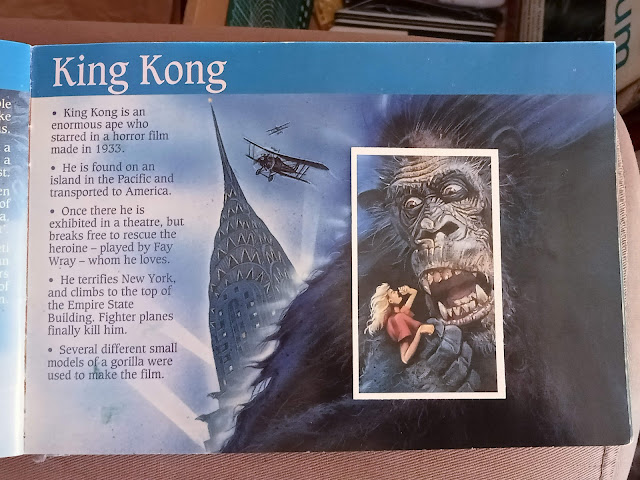 King Kong
• King Kong is an
enormous ape who
starred in a horror film
made in 1933.
• He is found on an
island in the Pacific and
transported to America.
• Once there he is
exhibited in a theatre, but
breaks free to rescue the
heroine – played by Fay
Wray – whom he loves.
• He terrifies New York,
and climbs to the top of
the Empire State
Building. Fighter planes
finally kill him.
• Several different small
models of a gorilla were
used to make the film.